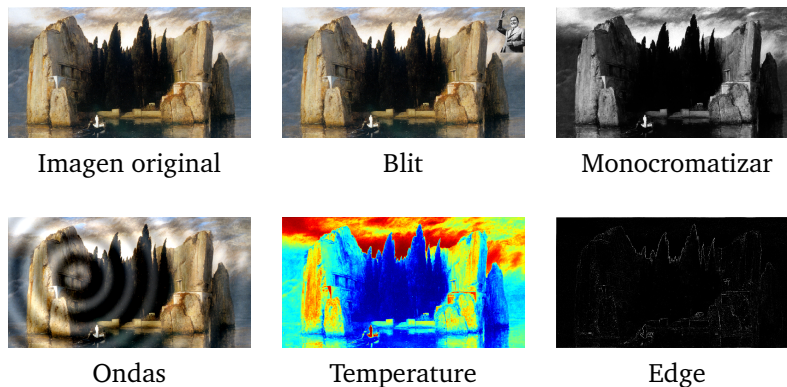 Imagen original
Blit
Monocromatizar
Ondas
Temperature
Edge